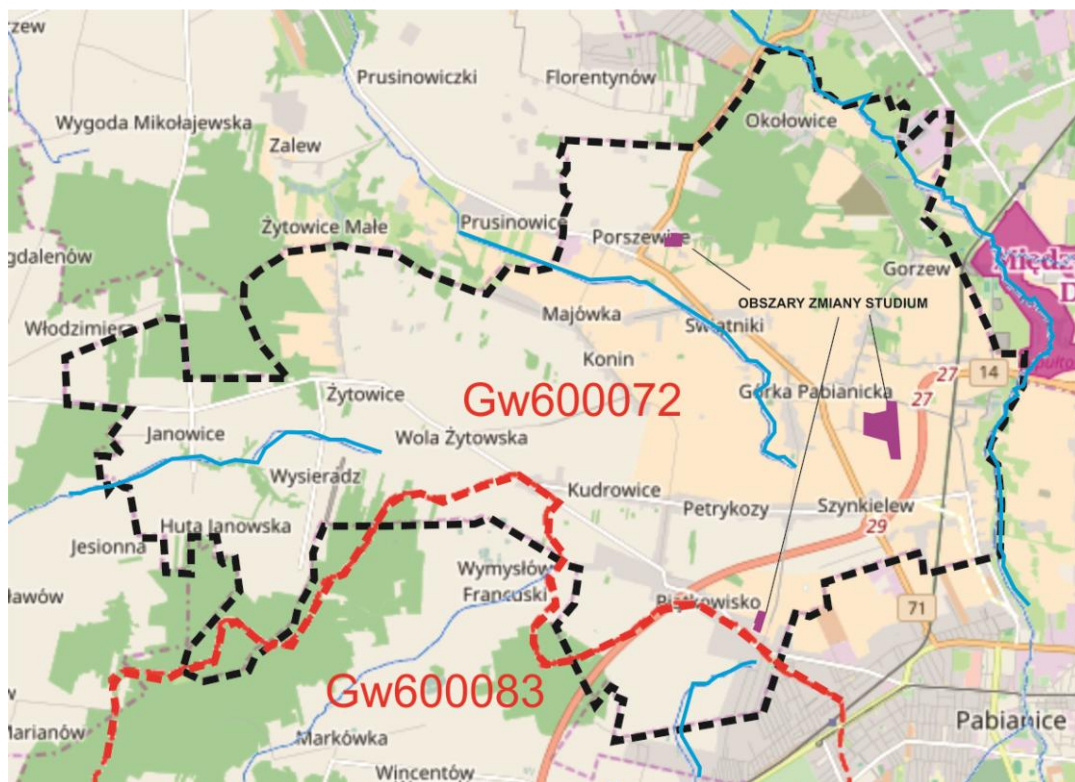 rzew
Prusinowiczki
Florentynów
Wygoda Mikołajewska
Okołowice
Zalew
Żytowice Małe
Prusinowice
Porszewice
gdalenów
Gorzew
Międz
D
OBSZARY ZMIANY STUDIUM
Włodzimierz
Majówka
Świątniki
Konin
27
14
Żytowice
Gw600072
Górka Pabianicka
27
Janowice
Wola Żytowska
Wysieradz
Kudrowice
Petrykozy
Szynkielew
Huta Janowska
29
Jesionna
Wymysłów
Francuski
ławów
Piątkowisko
71
Gw600083
Marianów
Markówka
Pabianice
Wincentów